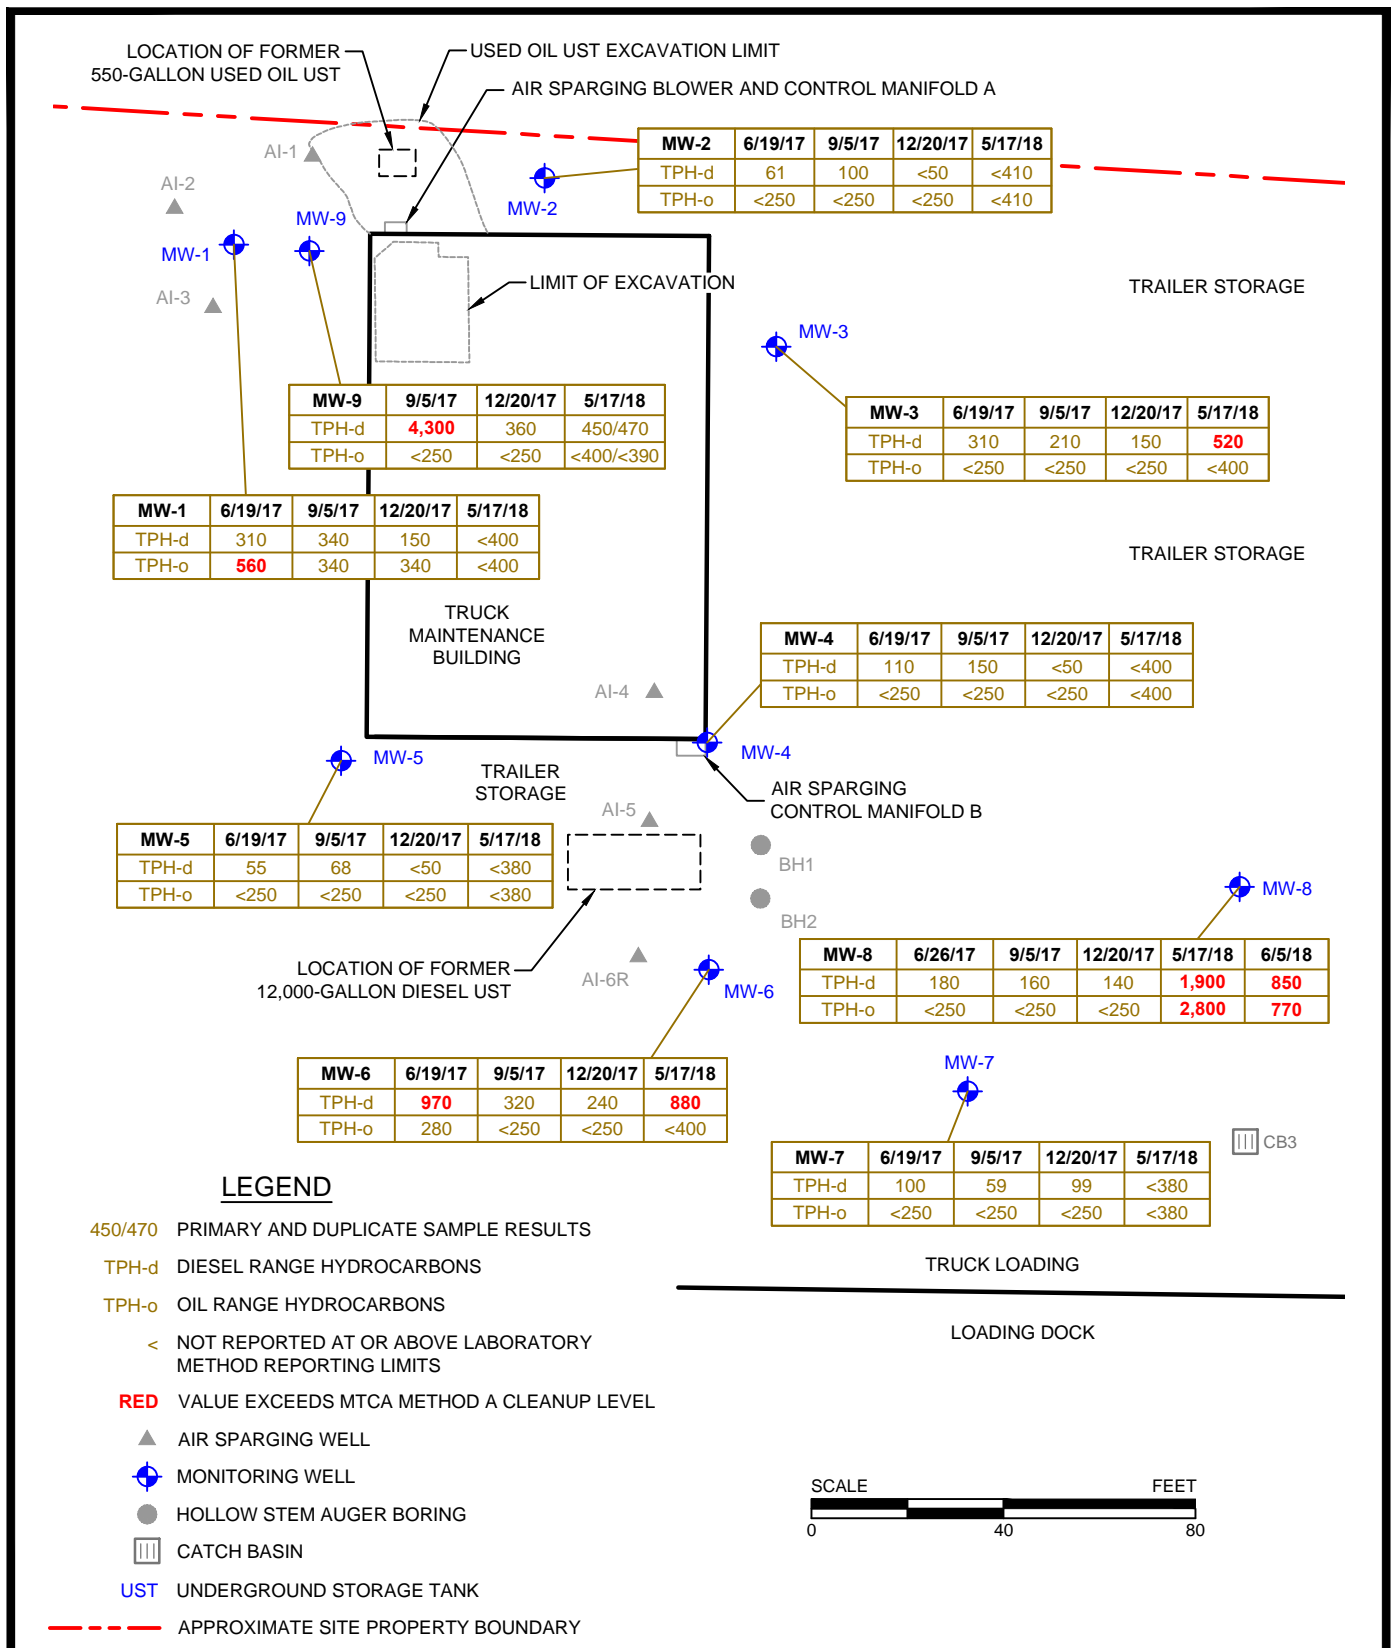 LOCATION OF FORMER
550-GALLON USED OIL UST
USED OIL UST EXCAVATION LIMIT
AIR SPARGING BLOWER AND CONTROL MANIFOLD A
AI-1
AI-2
MW-9
MW-1
AI-3
MW-2
MW-2 6/19/17 9/5/17 12/20/17 5/17/18
TPH-d 61 100 <50 <410
TPH-o <250 <250 <250 <410
LIMIT OF EXCAVATION
TRAILER STORAGE
MW-3
MW-9 9/5/17 12/20/17 5/17/18
TPH-d 4,300 360 450/470
TPH-o <250 <250 <400/<390
MW-3 6/19/17 9/5/17 12/20/17 5/17/18
TPH-d 310 210 150 520
TPH-o <250 <250 <250 <400
MW-1 6/19/17 9/5/17 12/20/17 5/17/18
TPH-d 310 340 150 <400
TPH-o 560 340 340 <400
TRAILER STORAGE
TRUCK
MAINTENANCE
BUILDING
MW-4 6/19/17 9/5/17 12/20/17 5/17/18
TPH-d 110 150 <50 <400
TPH-o <250 <250 <250 <400
AI-4
MW-5
MW-4
TRAILER
STORAGE
AIR SPARGING
CONTROL MANIFOLD B
AI-5
MW-5 6/19/17 9/5/17 12/20/17 5/17/18
TPH-d 55 68 <50 <380
TPH-o <250 <250 <250 <380
BH1
BH2
MW-8
LOCATION OF FORMER
12,000-GALLON DIESEL UST
AI-6R
MW-6
MW-8 6/26/17 9/5/17 12/20/17 5/17/18 6/5/18
TPH-d 180 160 140 1,900 850
TPH-o <250 <250 <250 2,800 770
MW-6 6/19/17 9/5/17 12/20/17 5/17/18
TPH-d 970 320 240 880
TPH-o 280 <250 <250 <400
MW-7
CB3
MW-7 6/19/17 9/5/17 12/20/17 5/17/18
TPH-d 100 59 99 <380
TPH-o <250 <250 <250 <380
TRUCK LOADING
LOADING DOCK
LEGEND
450/470 PRIMARY AND DUPLICATE SAMPLE RESULTS
TPH-d DIESEL RANGE HYDROCARBONS
TPH-o OIL RANGE HYDROCARBONS
< NOT REPORTED AT OR ABOVE LABORATORY
METHOD REPORTING LIMITS
RED VALUE EXCEEDS MTCA METHOD A CLEANUP LEVEL
AIR SPARGING WELL
MONITORING WELL
HOLLOW STEM AUGER BORING
CATCH BASIN
UST UNDERGROUND STORAGE TANK
APPROXIMATE SITE PROPERTY BOUNDARY
SCALE FEET
0 40 80